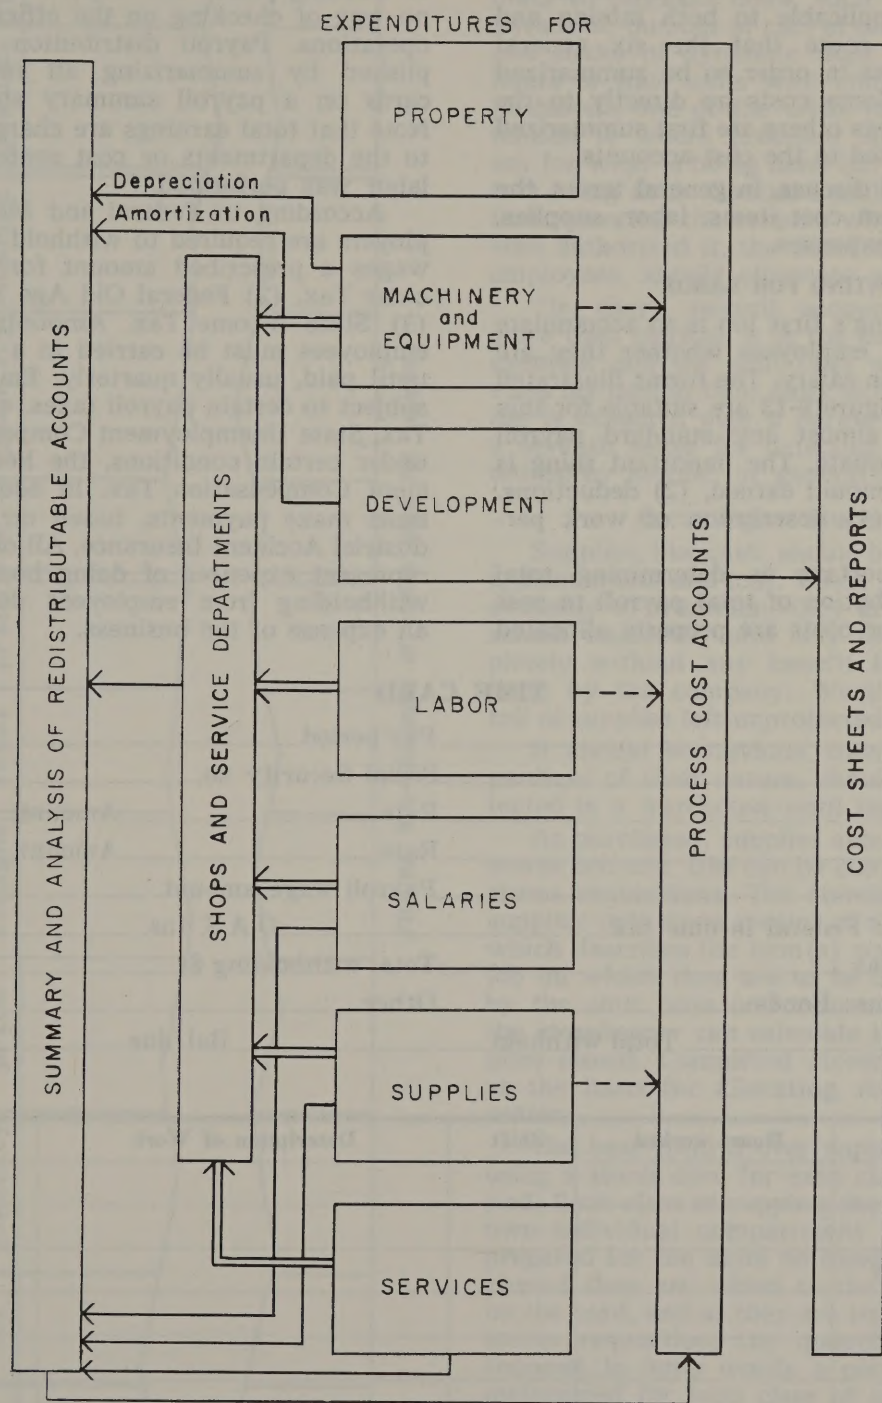 EXPENDITURES FOR
PROPERTY
Depreciation
Amortization
MACHINERY
and
EQUIPMENT
DEVELOPMENT
LABOR
SALARIES
SUPPLIES
SERVICES
SUMMARY AND ANALYSIS OF REDISTRIBUTABLE ACCOUNTS
SHOPS AND SERVICE DEPARTMENTS
PROCESS COST ACCOUNTS
COST SHEETS AND REPORTS